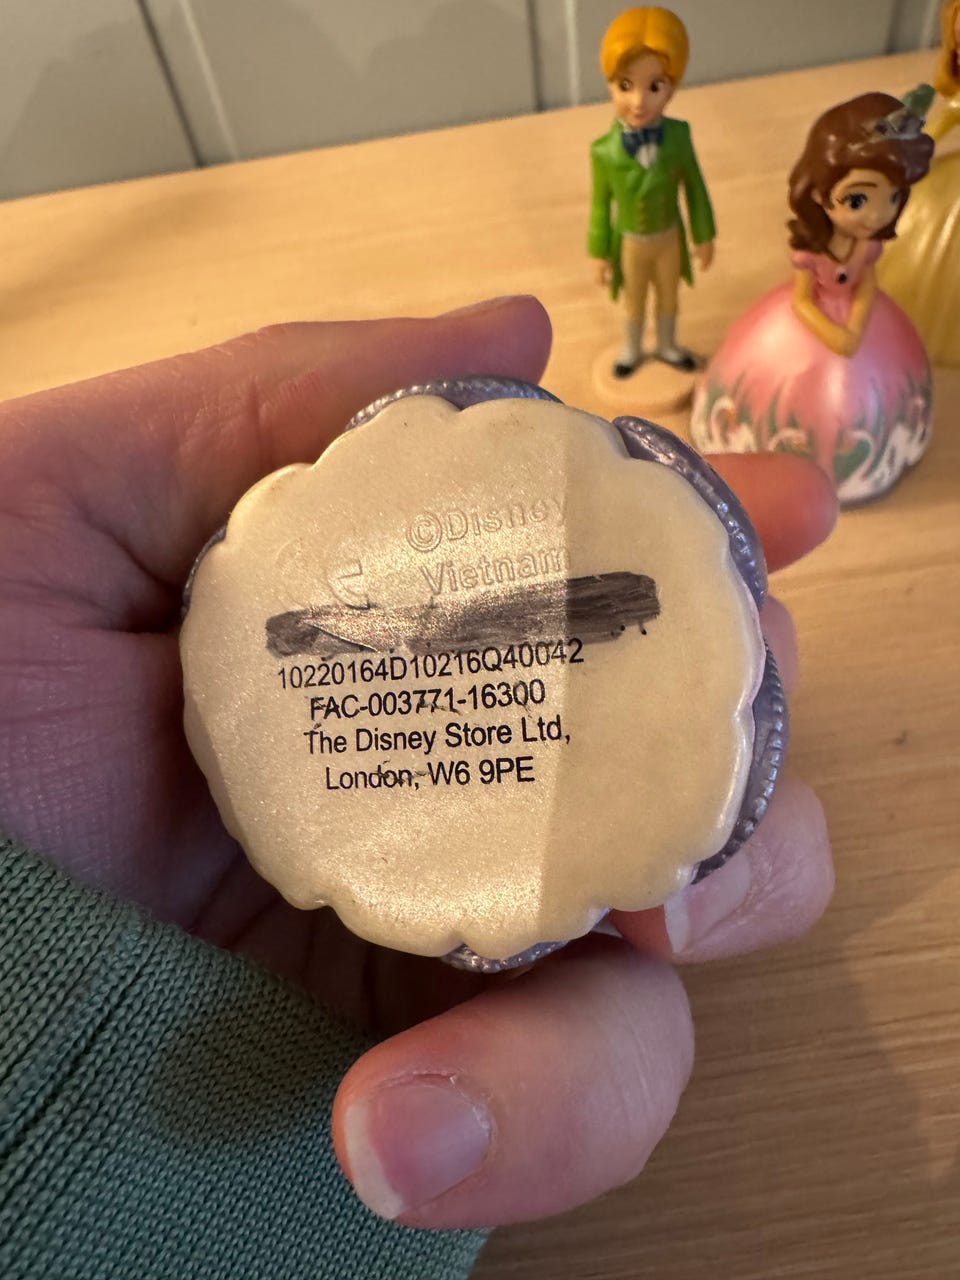 ©Disney
Vietnam
10220164D10216Q40042
FAC-003771-16300
The Disney Store Ltd,
London, W6 9PE